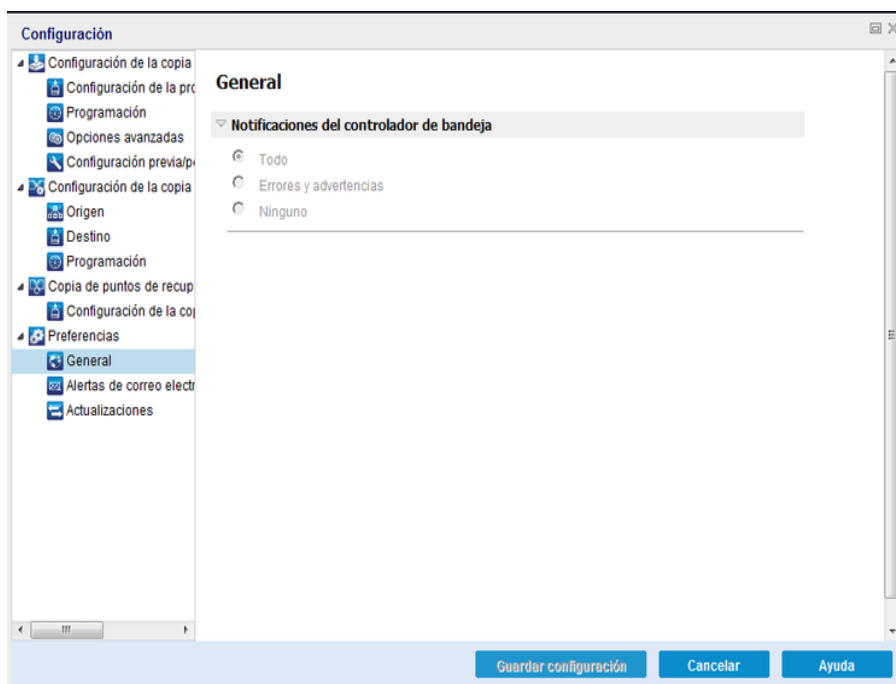 Configuración
Configuración de la copia
Configuración de la pro
Programación
Opciones avanzadas
Configuración previa/p
Configuración de la copia
Origen
Destino
Programación
Copia de puntos de recup
Configuración de la co
Preferencias
General
Alertas de correo electr
Actualizaciones
General
Notificaciones del controlador de bandeja
Todo
Errores y advertencias
Ninguno
Guardar configuración
Cancelar
Ayuda